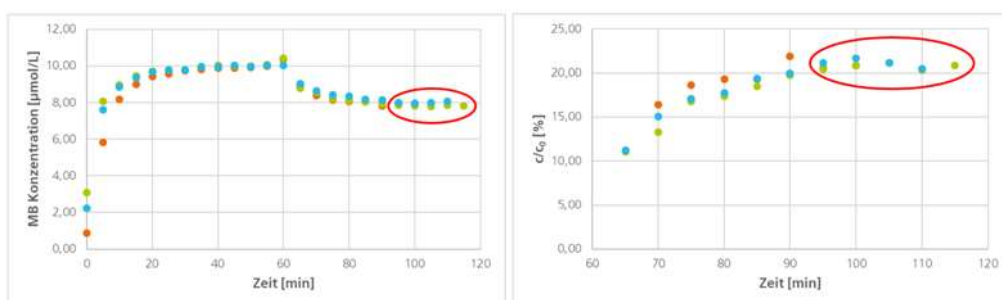 12,00
10,00
8,00
6,00
4,00
2,00
0,00
MB Konzentration [µmol/L]
0 20 40 60 80 100 120
Zeit [min]
25,00
20,00
15,00
10,00
5,00
0,00
c/c₀ [%]
60 70 80 90 100 110 120
Zeit [min]